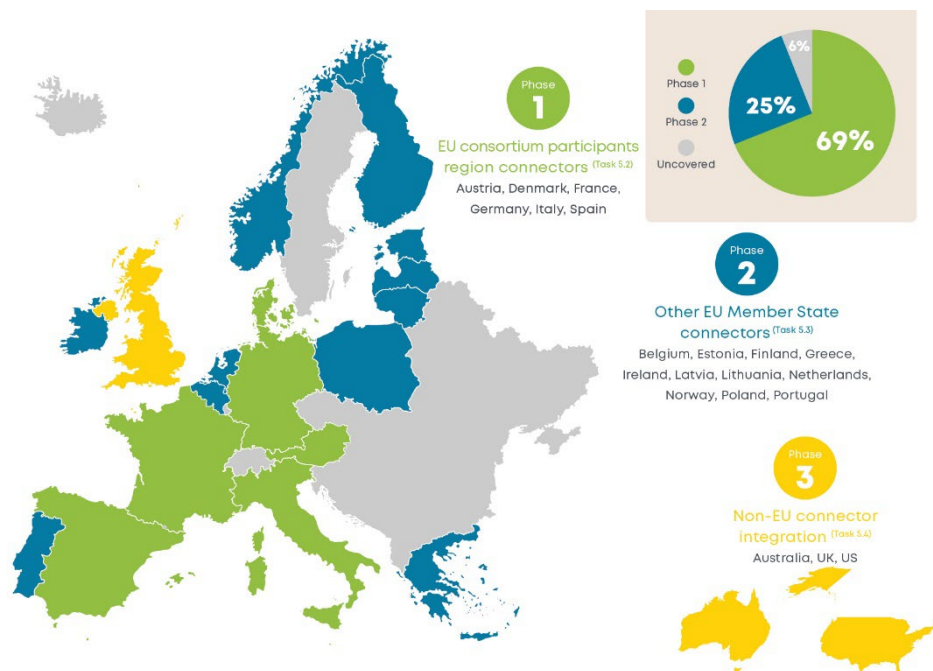 Phase
1
EU consortium participants
region connectors (Task 5.2)
Austria, Denmark, France,
Germany, Italy, Spain
Phase 1
Phase 2
Uncovered
6%
25%
69%
Phase
2
Other EU Member State
connectors (Task 5.3)
Belgium, Estonia, Finland, Greece,
Ireland, Latvia, Lithuania, Netherlands,
Norway, Poland, Portugal
Phase
3
Non-EU connector
integration (Task 5.4)
Australia, UK, US